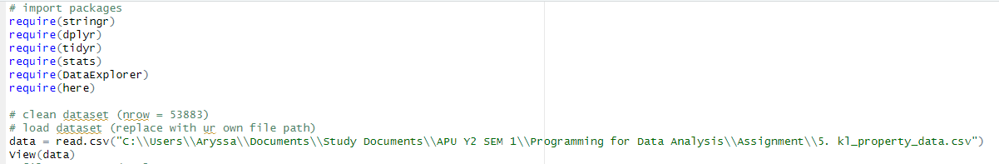 # import packages
require(stringr)
require(dplyr)
require(tidyr)
require(stats)
require(DataExplorer)
require(here)
# clean dataset (nrow = 53883)
# load dataset (replace with ur own file path)
data = read.csv("C:\\Users\\Aryssa\\Documents\\Study Documents\\APU Y2 SEM 1\\Programming for Data Analysis\\Assignment\\5. kl_property_data.csv")
View(data)